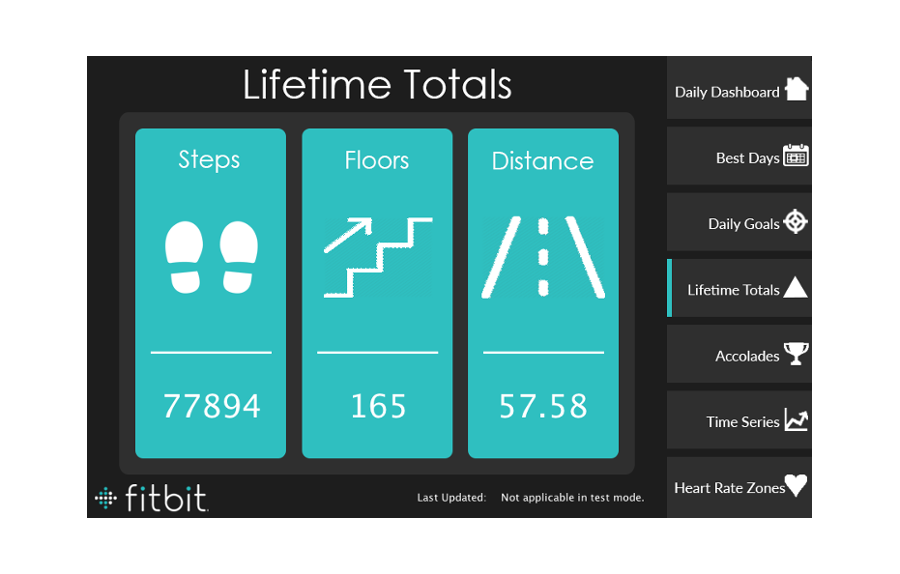 Lifetime Totals
Steps
77894
Floors
165
Distance
57.58
Daily Dashboard
Best Days
Daily Goals
Lifetime Totals
Accolades
Time Series
Heart Rate Zones
fitbit.
Last Updated: Not applicable in test mode.